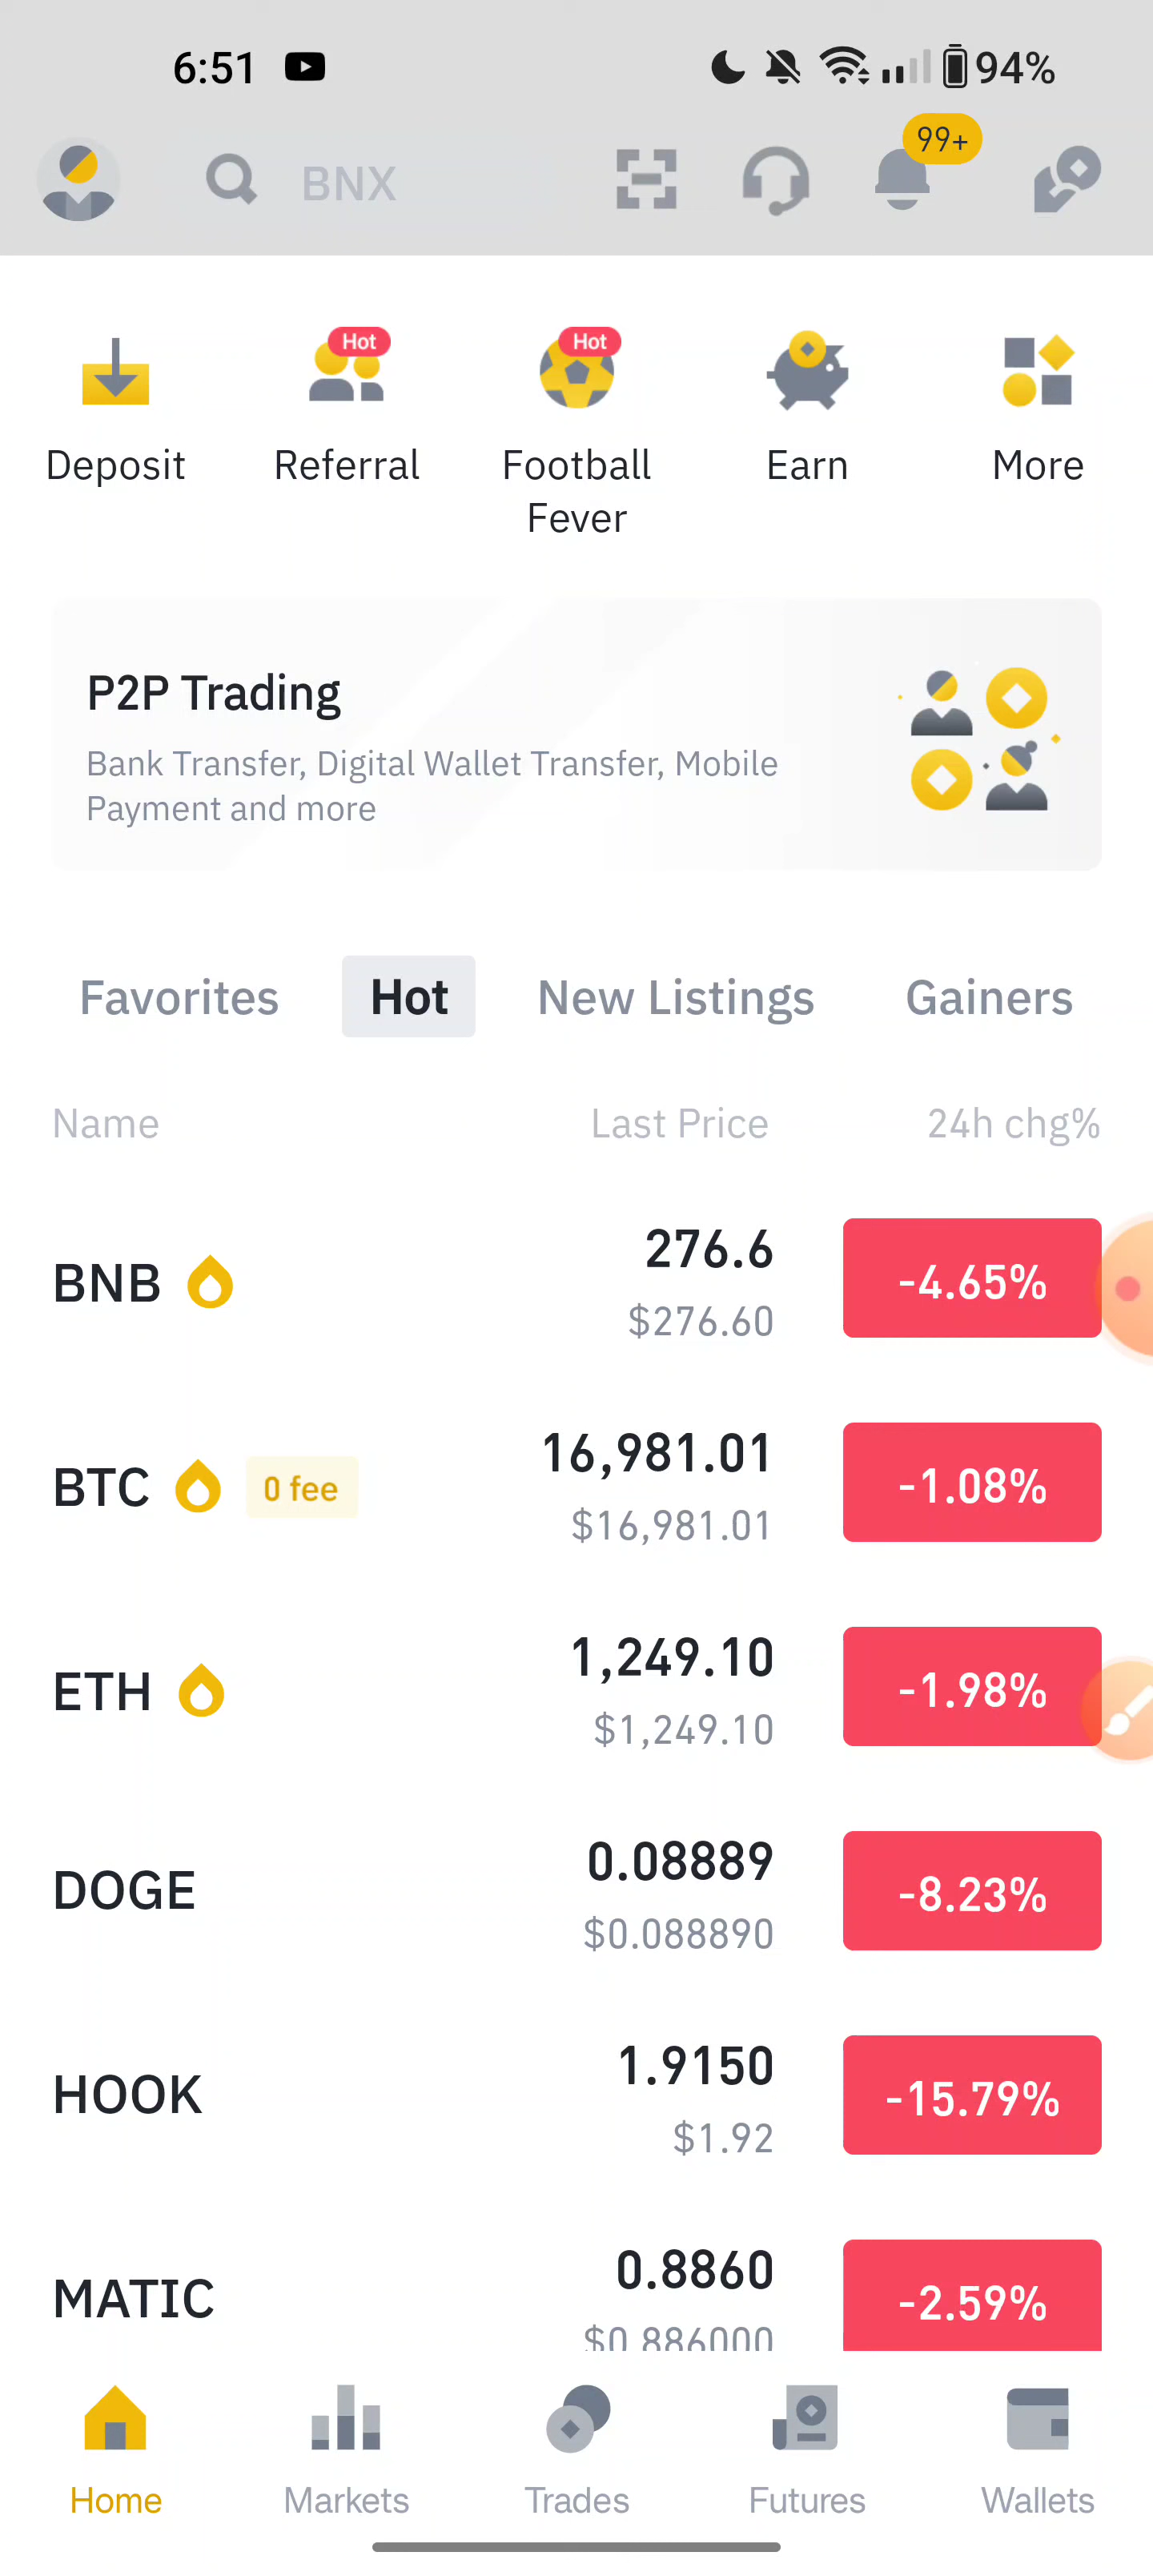 6:51
94%
99+
BNX
Hot
Hot
Deposit
Referral
Football
Fever
Earn
More
P2P Trading
Bank Transfer, Digital Wallet Transfer, Mobile
Payment and more
Favorites
Hot
New Listings
Gainers
Name
Last Price
24h chg%
BNB
276.6
$276.60
-4.65%
BTC
0 fee
16,981.01
$16,981.01
-1.08%
ETH
1,249.10
$1,249.10
-1.98%
DOGE
0.08889
$0.088890
-8.23%
HOOK
1.9150
$1.92
-15.79%
MATIC
0.8860
$0.886000
-2.59%
Home
Markets
Trades
Futures
Wallets